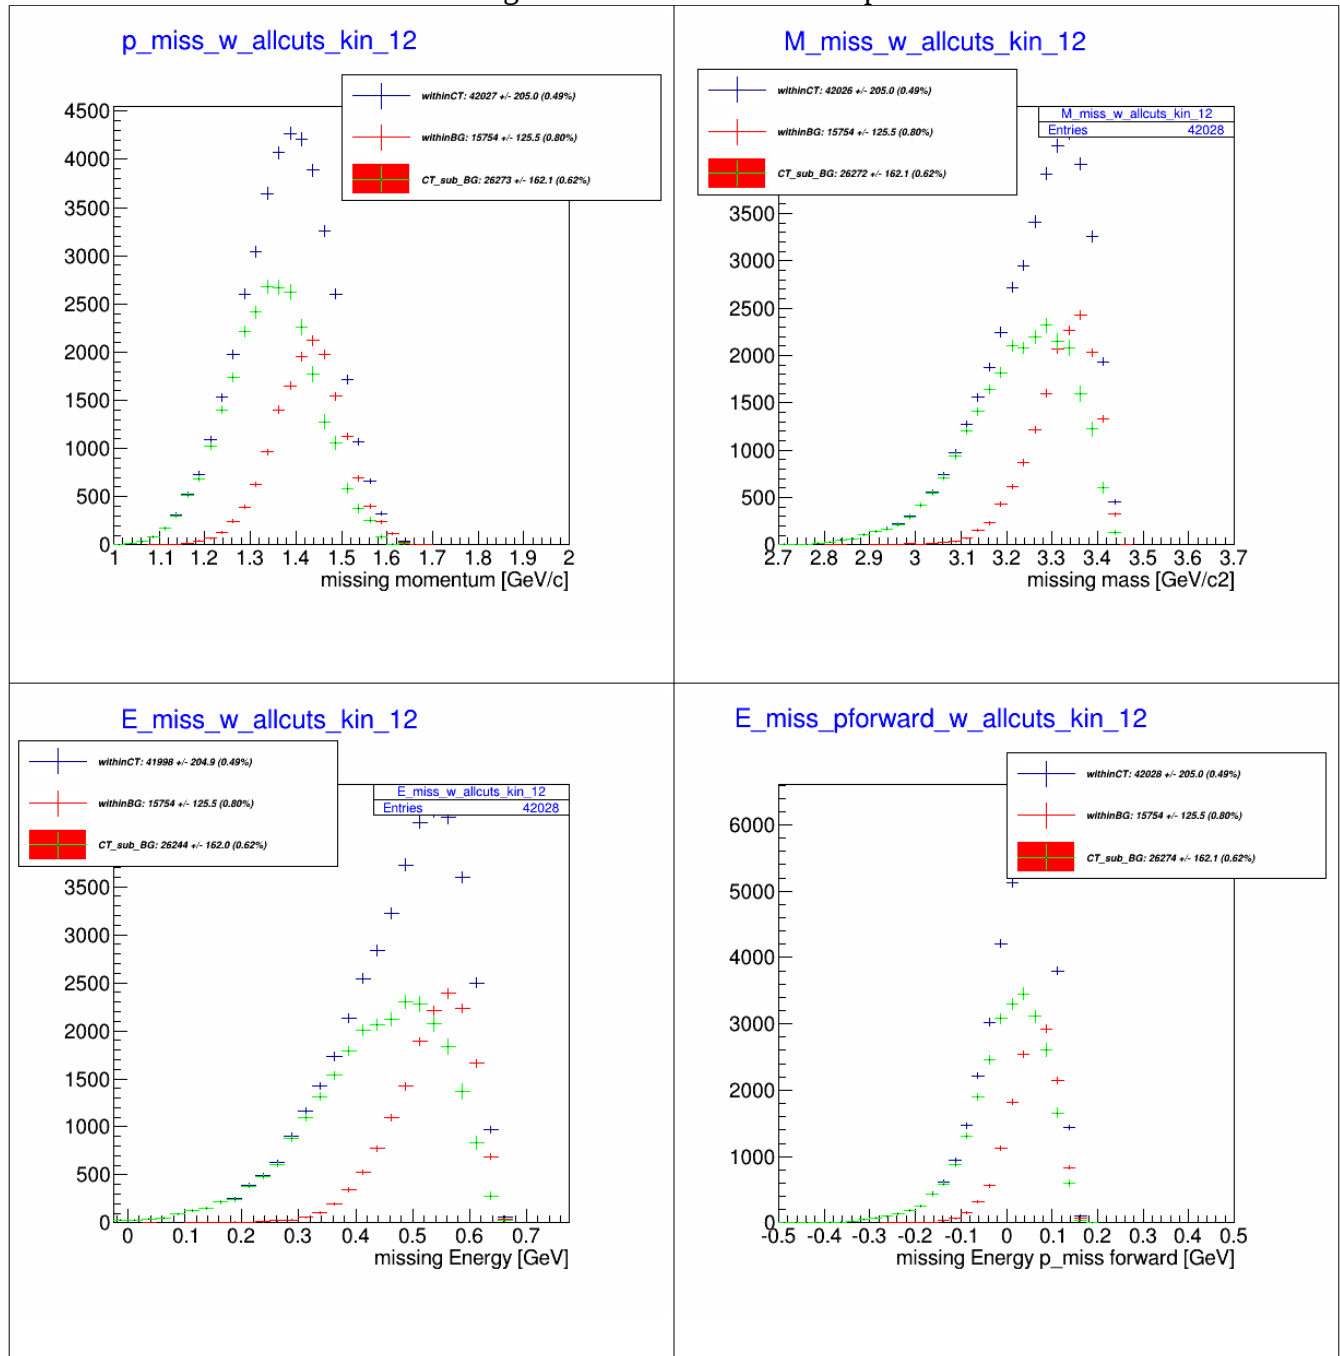 p_miss_w_allcuts_kin_12
withinCT: 42027 +/- 205.0 (0.49%)
withinBG: 15754 +/- 125.5 (0.80%)
CT_sub_BG: 26273 +/- 162.1 (0.62%)
4500
4000
3500
3000
2500
2000
1500
1000
500
0
1 1.1 1.2 1.3 1.4 1.5 1.6 1.7 1.8 1.9 2
missing momentum [GeV/c]
M_miss_w_allcuts_kin_12
withinCT: 42026 +/- 205.0 (0.49%)
withinBG: 15754 +/- 125.5 (0.80%)
CT_sub_BG: 26272 +/- 162.1 (0.62%)
M_miss_w_allcuts_kin_12
Entries 42028
3500
3000
2500
2000
1500
1000
500
0
2.7 2.8 2.9 3 3.1 3.2 3.3 3.4 3.5 3.6 3.7
missing mass [GeV/c2]
E_miss_w_allcuts_kin_12
withinCT: 41998 +/- 204.9 (0.49%)
withinBG: 15754 +/- 125.5 (0.80%)
CT_sub_BG: 26244 +/- 162.0 (0.62%)
E_miss_w_allcuts_kin_12
Entries 42028
3500
3000
2500
2000
1500
1000
500
0
0 0.1 0.2 0.3 0.4 0.5 0.6 0.7
missing Energy [GeV]
E_miss_pforward_w_allcuts_kin_12
withinCT: 42028 +/- 205.0 (0.49%)
withinBG: 15754 +/- 125.5 (0.80%)
CT_sub_BG: 26274 +/- 162.1 (0.62%)
6000
5000
4000
3000
2000
1000
0
-0.5 -0.4 -0.3 -0.2 -0.1 0 0.1 0.2 0.3 0.4 0.5
missing Energy p_miss forward [GeV]